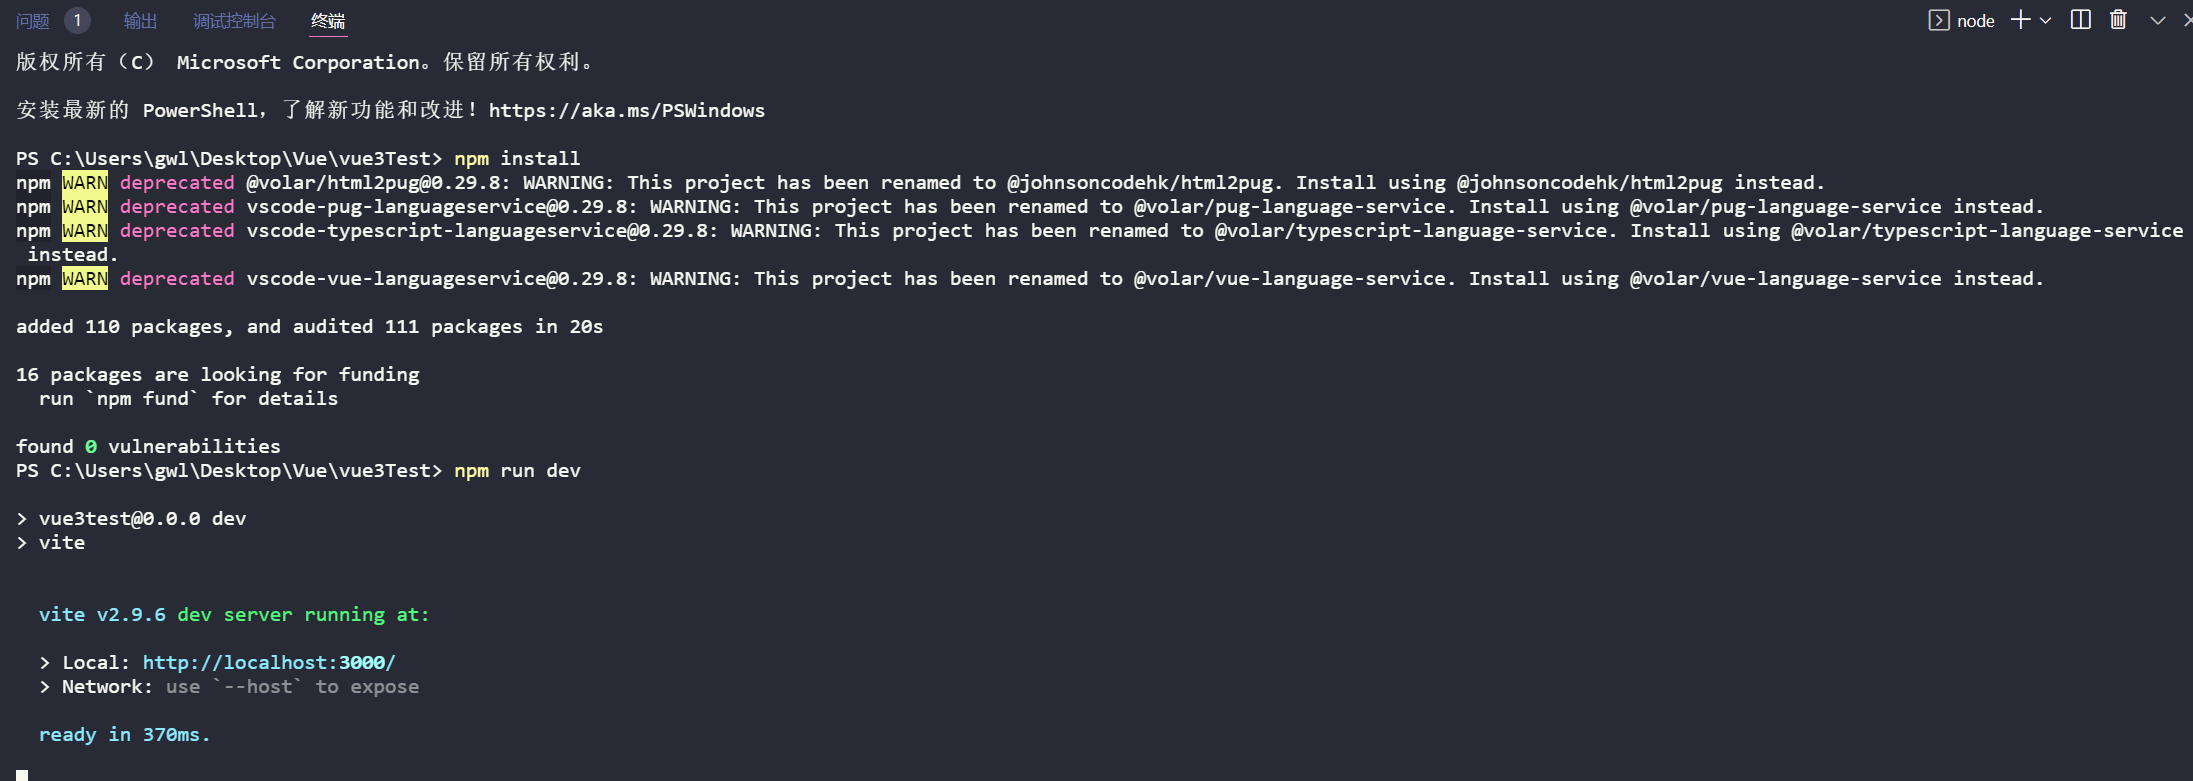 问题 1 输出 调试控制台 终端 node
版权所有（C） Microsoft Corporation。保留所有权利。
安装最新的 PowerShell，了解新功能和改进！https://aka.ms/PSWindows
PS C:\Users\gwl\Desktop\Vue\vue3Test> npm install
npm WARN deprecated @volar/html2pug@0.29.8: WARNING: This project has been renamed to @johnsoncodehk/html2pug. Install using @johnsoncodehk/html2pug instead.
npm WARN deprecated vscode-pug-languageservice@0.29.8: WARNING: This project has been renamed to @volar/pug-language-service. Install using @volar/pug-language-service instead.
npm WARN deprecated vscode-typescript-languageservice@0.29.8: WARNING: This project has been renamed to @volar/typescript-language-service. Install using @volar/typescript-language-service
instead.
npm WARN deprecated vscode-vue-languageservice@0.29.8: WARNING: This project has been renamed to @volar/vue-language-service. Install using @volar/vue-language-service instead.
added 110 packages, and audited 111 packages in 20s
16 packages are looking for funding
run `npm fund` for details
found 0 vulnerabilities
PS C:\Users\gwl\Desktop\Vue\vue3Test> npm run dev
> vue3test@0.0.0 dev
> vite
vite v2.9.6 dev server running at:
> Local: http://localhost:3000/
> Network: use `--host` to expose
ready in 370ms.